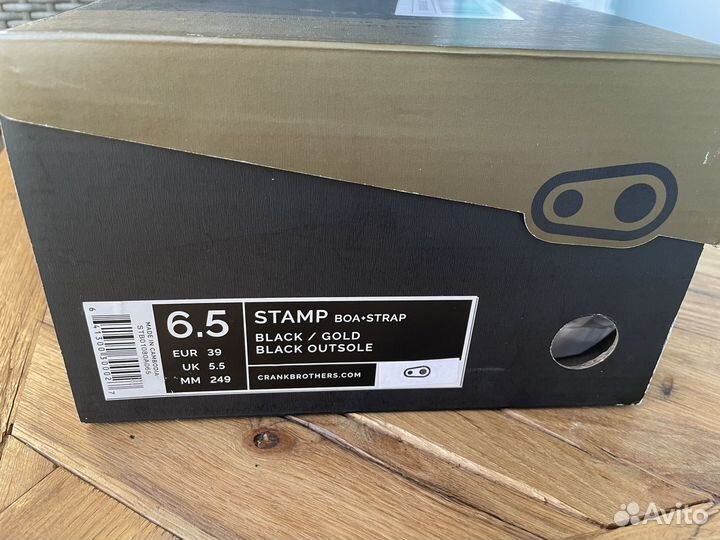 6.5
EUR 39
UK 5.5
MM 249
STAMP BOA+STRAP
BLACK / GOLD
BLACK OUTSOLE
CRANKBROTHERS.COM
MADE IN CAMBODIA
Avito